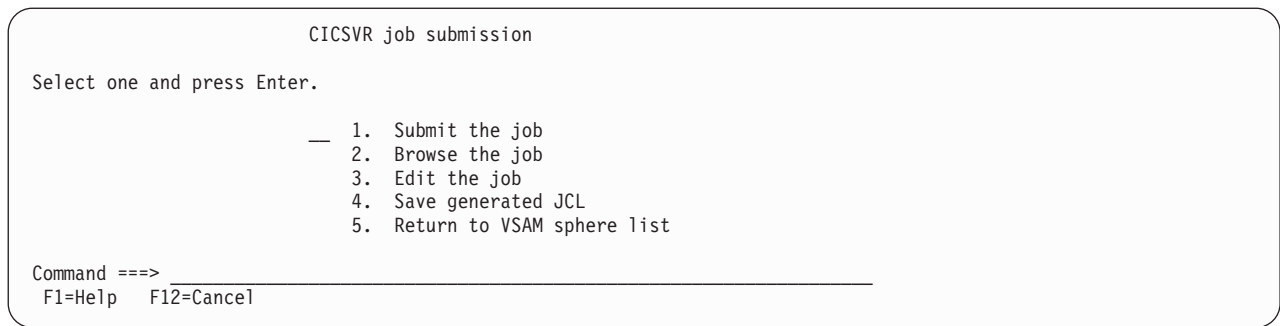 CICSVR job submission
Select one and press Enter.
__ 1. Submit the job
2. Browse the job
3. Edit the job
4. Save generated JCL
5. Return to VSAM sphere list
Command ===> __________________________________________________________________
F1=Help F12=Cancel